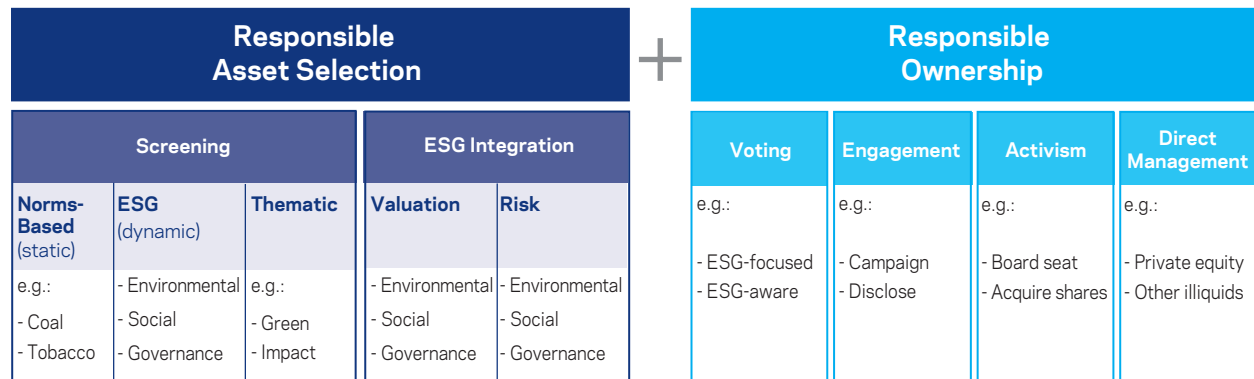 Responsible
Asset Selection
+
Responsible
Ownership
Screening
ESG Integration
Voting
Engagement
Activism
Direct
Management
Norms-
Based
(static)
ESG
(dynamic)
Thematic
Valuation
Risk
e.g.:
- Coal
- Tobacco
- Environmental
- Social
- Governance
e.g.:
- Green
- Impact
- Environmental
- Social
- Governance
- Environmental
- Social
- Governance
e.g.:
- ESG-focused
- ESG-aware
e.g.:
- Campaign
- Disclose
e.g.:
- Board seat
- Acquire shares
e.g.:
- Private equity
- Other illiquids